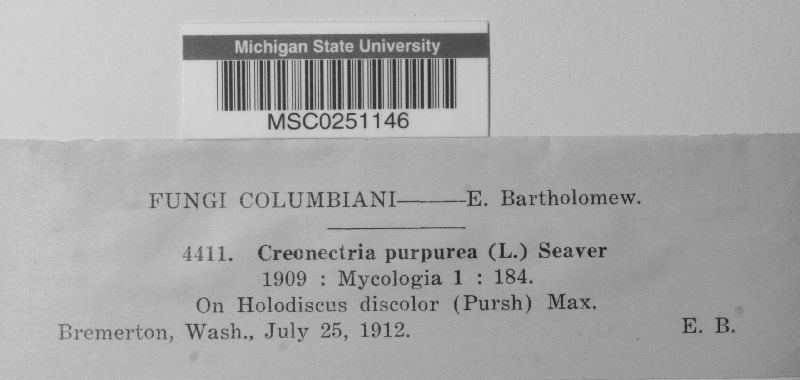 Michigan State University
MSC0251146
FUNGI COLUMBIANI——E. Bartholomew.
4411. Creonectria purpurea (L.) Seaver
1909 : Mycologia 1 : 184.
On Holodiscus discolor (Pursh) Max.
Bremerton, Wash., July 25, 1912. E. B.